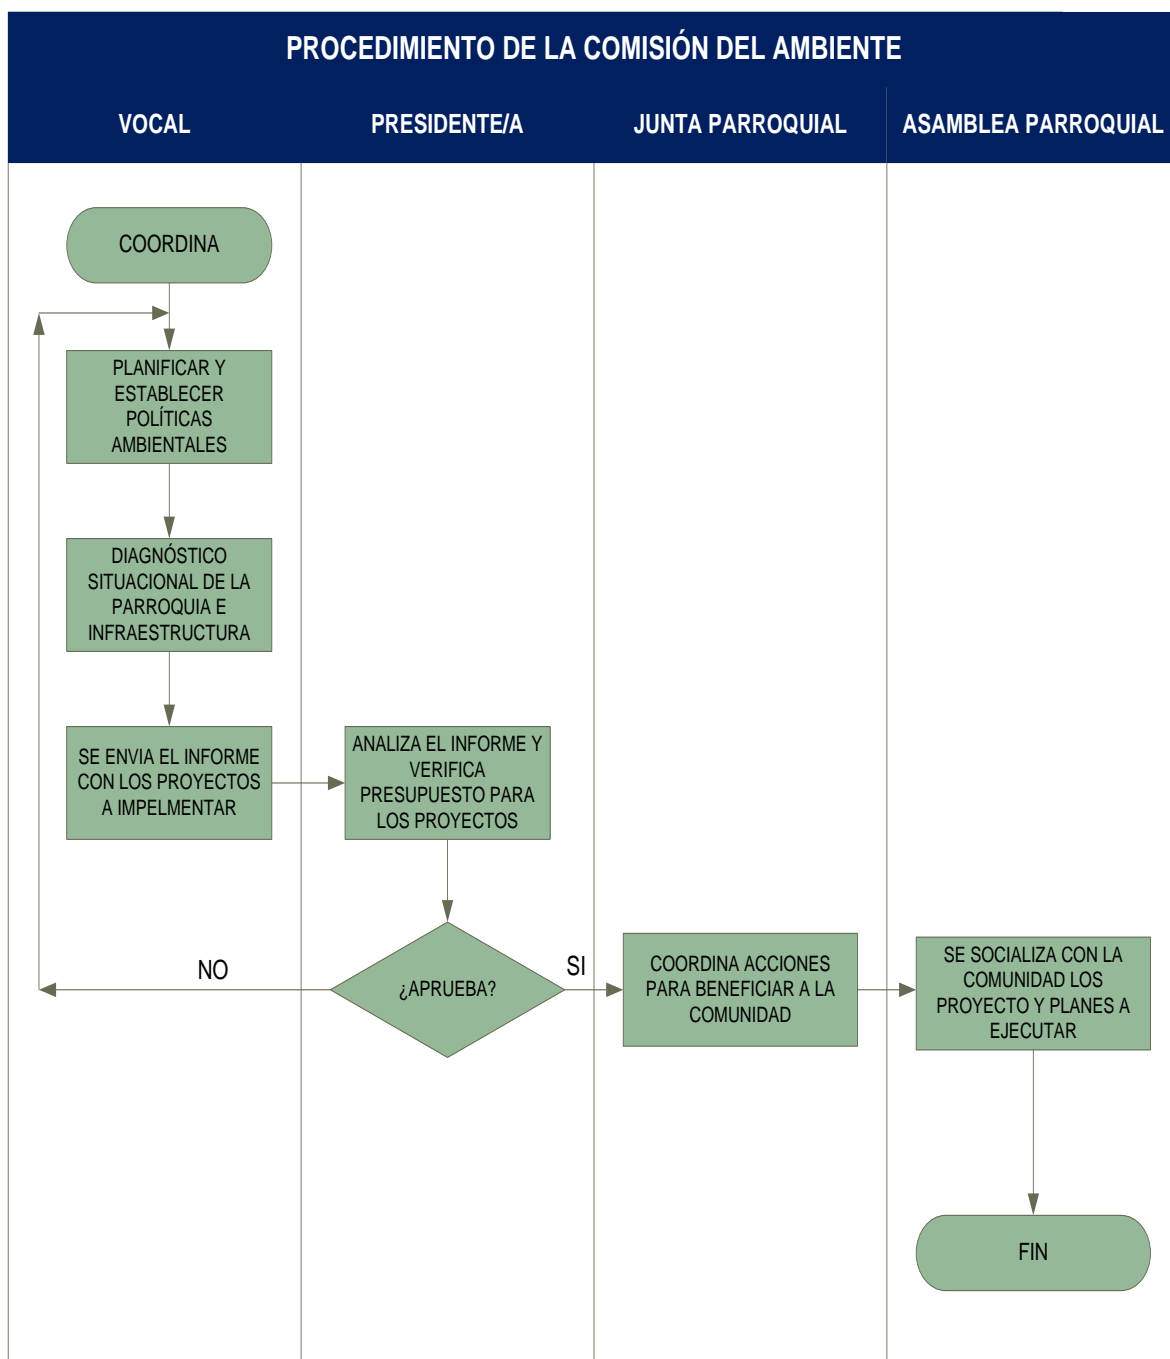 PROCEDIMIENTO DE LA COMISIÓN DEL AMBIENTE
VOCAL
PRESIDENTE/A
JUNTA PARROQUIAL
ASAMBLEA PARROQUIAL
COORDINA
PLANIFICAR Y
ESTABLECER
POLÍTICAS
AMBIENTALES
DIAGNÓSTICO
SITUACIONAL DE LA
PARROQUIA E
INFRAESTRUCTURA
SE ENVIA EL INFORME
CON LOS PROYECTOS
A IMPELMENTAR
ANALIZA EL INFORME Y
VERIFICA
PRESUPUESTO PARA
LOS PROYECTOS
¿APRUEBA?
NO
SI
COORDINA ACCIONES
PARA BENEFICIAR A LA
COMUNIDAD
SE SOCIALIZA CON LA
COMUNIDAD LOS
PROYECTO Y PLANES A
EJECUTAR
FIN